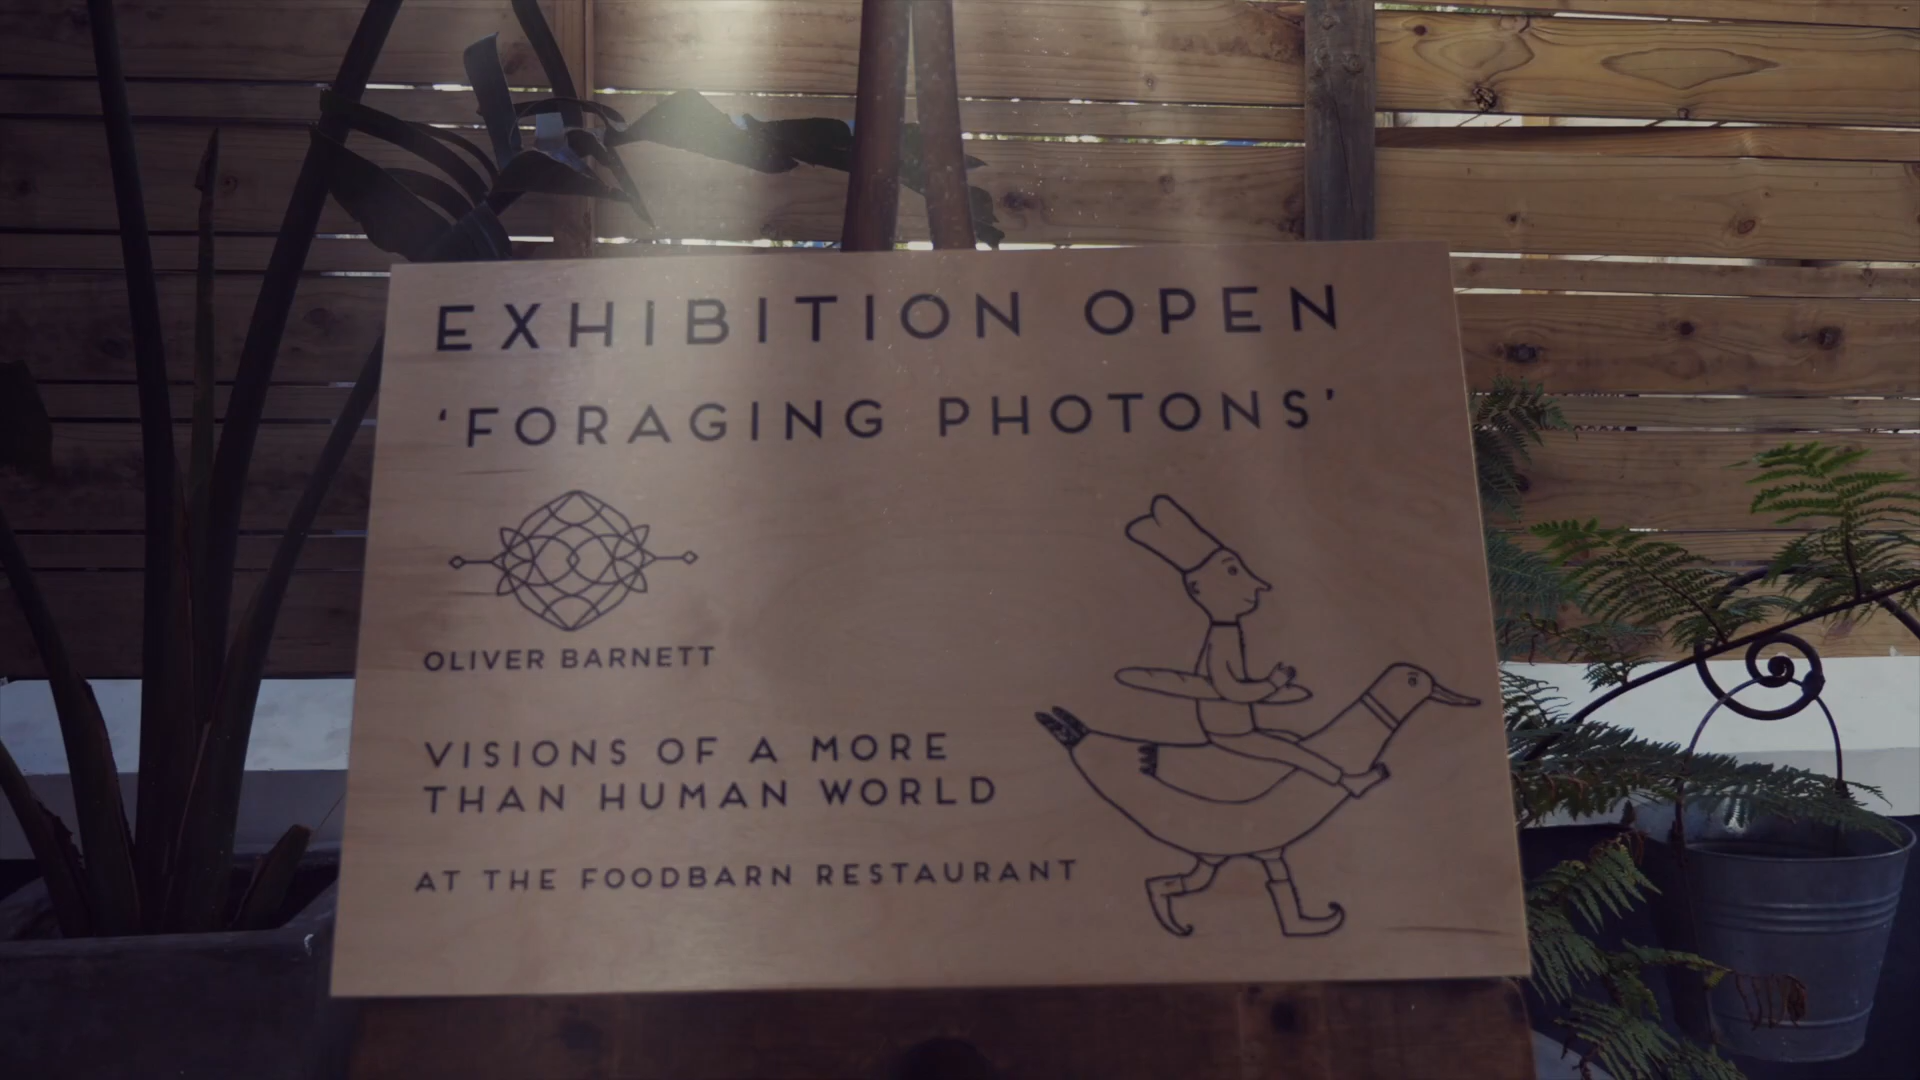 EXHIBITION OPEN
‘FORAGING PHOTONS’
OLIVER BARNETT
VISIONS OF A MORE
THAN HUMAN WORLD
AT THE FOODBARN RESTAURANT